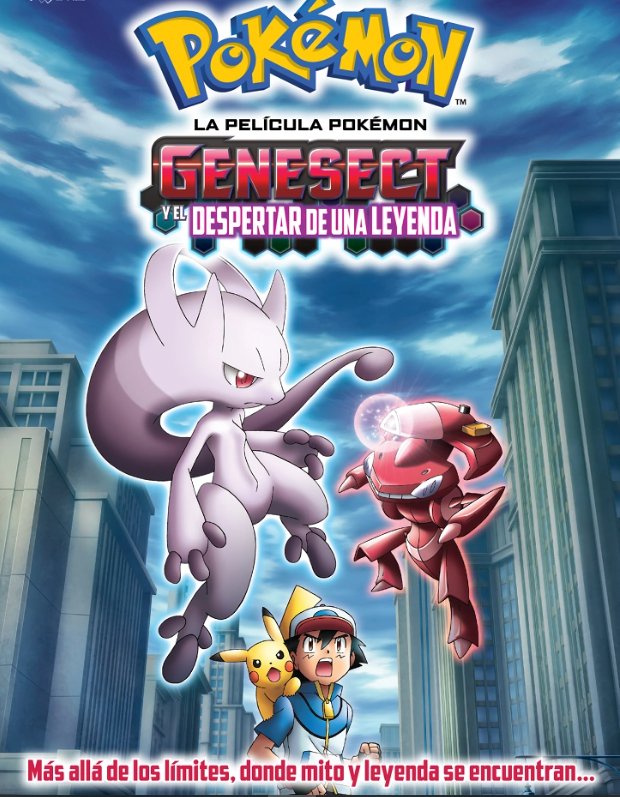 POKéMON
TM
LA PELÍCULA POKÉMON
GENESECT
Y EL DESPERTAR DE UNA LEYENDA
Más allá de los límites, donde mito y leyenda se encuentran...